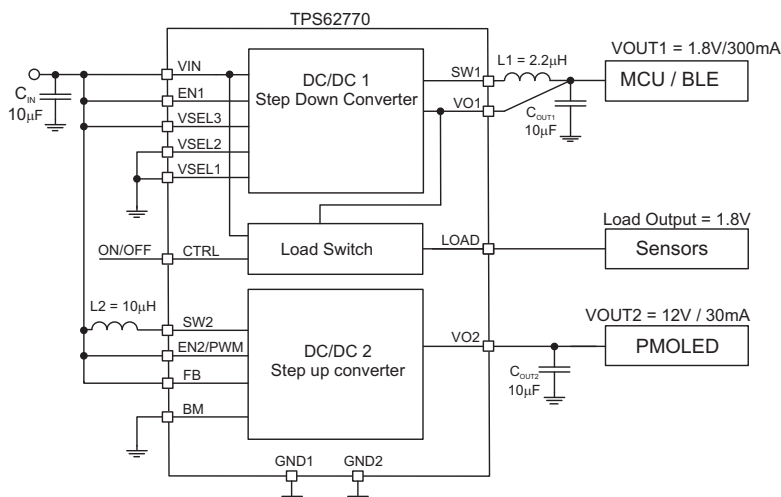 TPS62770
VIN
EN1
VSEL3
VSEL2
VSEL1
CTRL
ON/OFF
C_IN
10μF
DC/DC 1
Step Down Converter
SW1
VO1
L1 = 2.2μH
C_OUT1
10μF
VOUT1 = 1.8V/300mA
MCU / BLE
Load Switch
LOAD
Load Output = 1.8V
Sensors
L2 = 10μH
SW2
EN2/PWM
FB
BM
DC/DC 2
Step up converter
VO2
C_OUT2
10μF
VOUT2 = 12V / 30mA
PMOLED
GND1
GND2